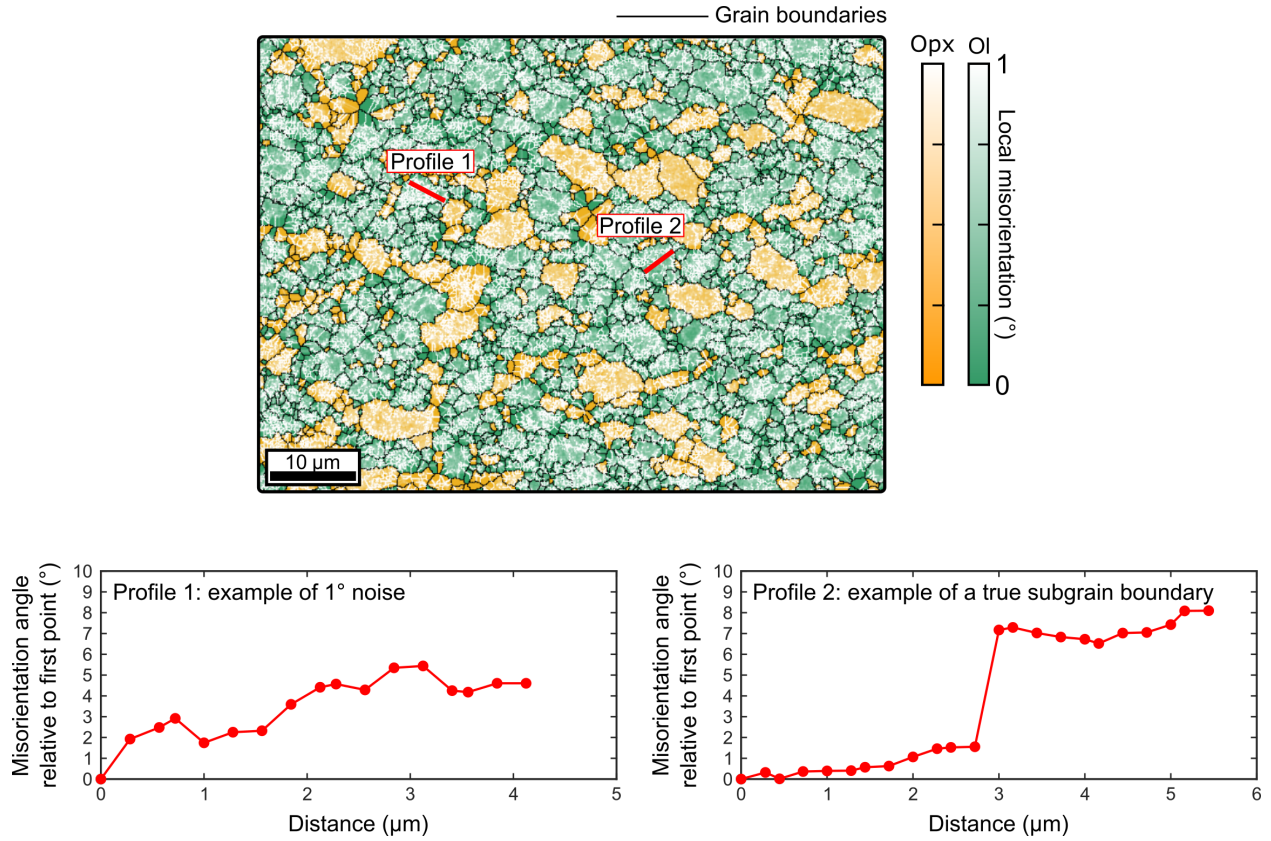 Grain boundaries
Opx Ol
1
Local misorientation (°)
0
Profile 1
Profile 2
10 µm
Profile 1: example of 1° noise
Misorientation angle
relative to first point (°)
10
9
8
7
6
5
4
3
2
1
0
0 1 2 3 4 5
Distance (µm)
Profile 2: example of a true subgrain boundary
Misorientation angle
relative to first point (°)
10
9
8
7
6
5
4
3
2
1
0
0 1 2 3 4 5 6
Distance (µm)